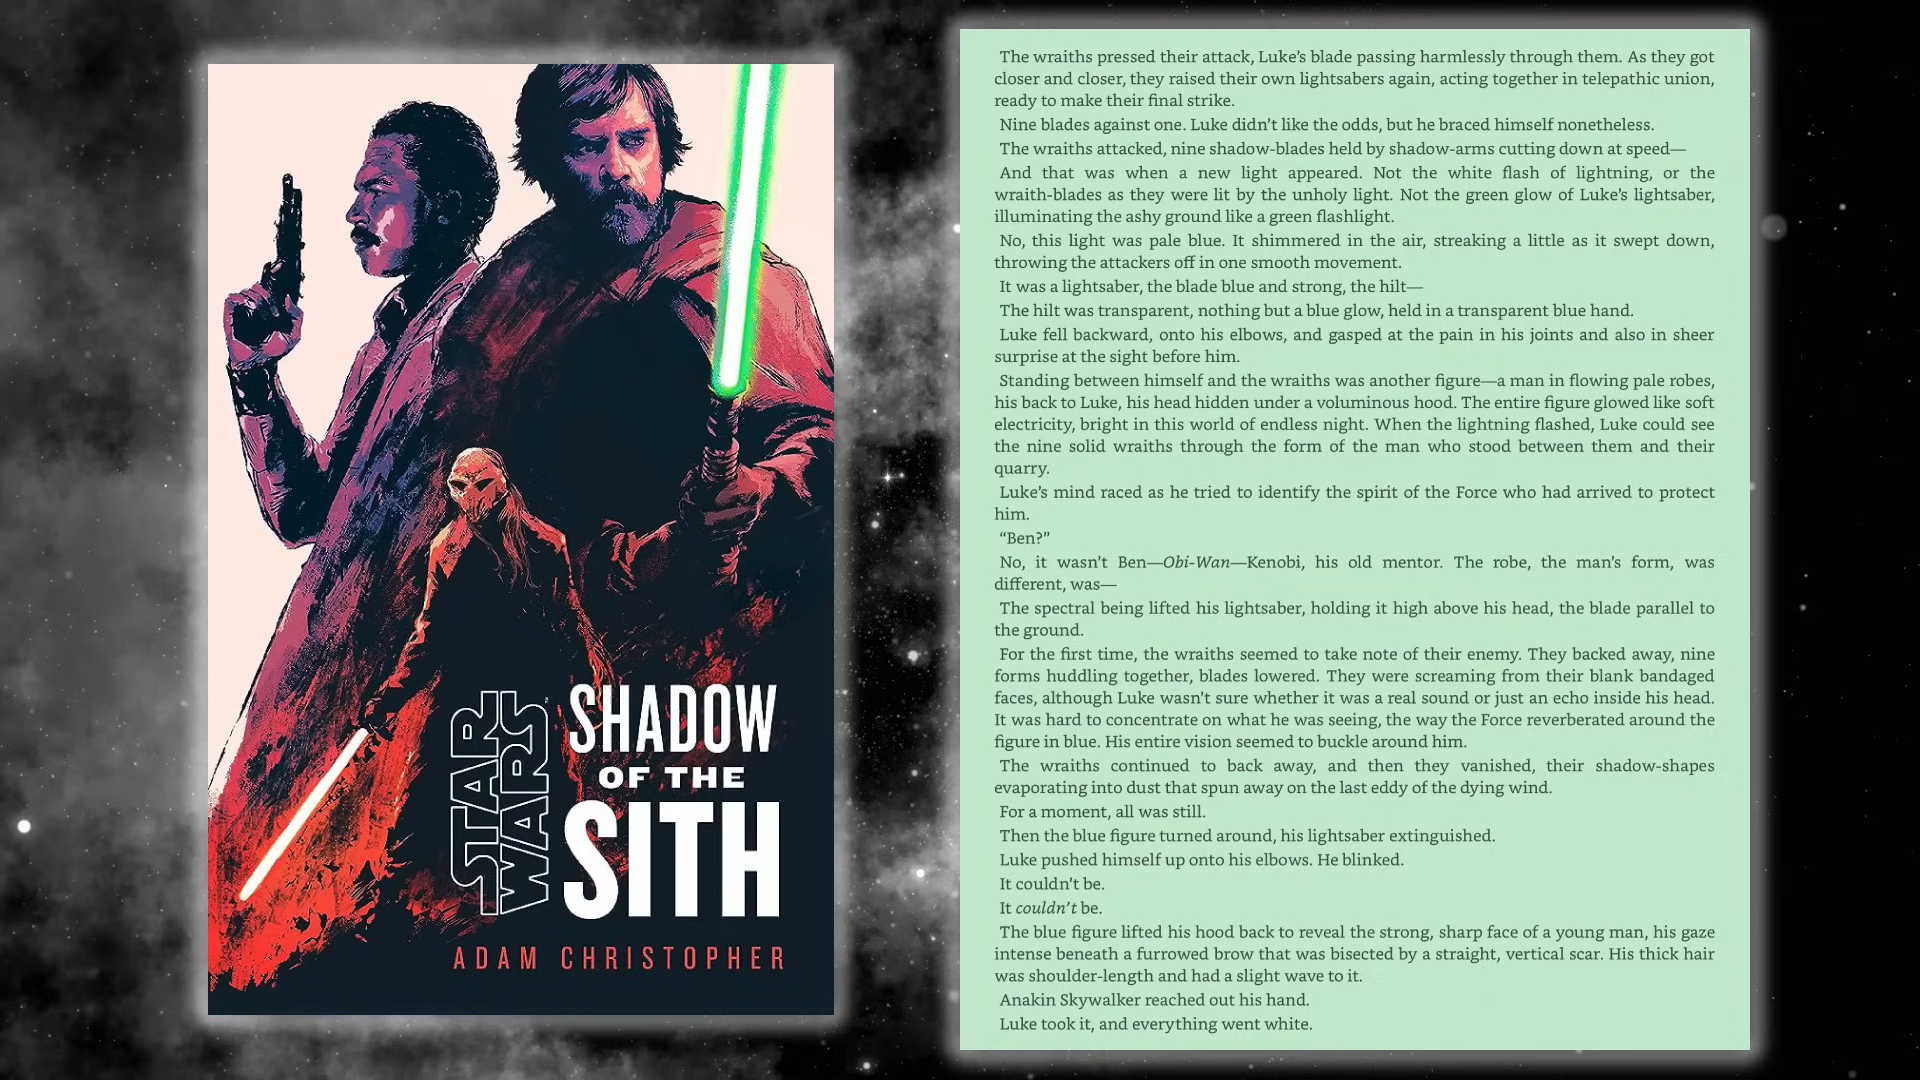 STAR
WARS
SHADOW
OF THE
SITH
ADAM CHRISTOPHER
The wraiths pressed their attack, Luke’s blade passing harmlessly through them. As they got
closer and closer, they raised their own lightsabers again, acting together in telepathic union,
ready to make their final strike.
Nine blades against one. Luke didn’t like the odds, but he braced himself nonetheless.
The wraiths attacked, nine shadow-blades held by shadow-arms cutting down at speed—
And that was when a new light appeared. Not the white flash of lightning, or the
wraith-blades as they were lit by the unholy light. Not the green glow of Luke’s lightsaber,
illuminating the ashy ground like a green flashlight.
No, this light was pale blue. It shimmered in the air, streaking a little as it swept down,
throwing the attackers off in one smooth movement.
It was a lightsaber, the blade blue and strong, the hilt—
The hilt was transparent, nothing but a blue glow, held in a transparent blue hand.
Luke fell backward, onto his elbows, and gasped at the pain in his joints and also in sheer
surprise at the sight before him.
Standing between himself and the wraiths was another figure—a man in flowing pale robes,
his back to Luke, his head hidden under a voluminous hood. The entire figure glowed like soft
electricity, bright in this world of endless night. When the lightning flashed, Luke could see
the nine solid wraiths through the form of the man who stood between them and their
quarry.
Luke’s mind raced as he tried to identify the spirit of the Force who had arrived to protect
him.
“Ben?”
No, it wasn’t Ben—Obi-Wan—Kenobi, his old mentor. The robe, the man’s form, was
different, was—
The spectral being lifted his lightsaber, holding it high above his head, the blade parallel to
the ground.
For the first time, the wraiths seemed to take note of their enemy. They backed away, nine
forms huddling together, blades lowered. They were screaming from their blank bandaged
faces, although Luke wasn’t sure whether it was a real sound or just an echo inside his head.
It was hard to concentrate on what he was seeing, the way the Force reverberated around the
figure in blue. His entire vision seemed to buckle around him.
The wraiths continued to back away, and then they vanished, their shadow-shapes
evaporating into dust that spun away on the last eddy of the dying wind.
For a moment, all was still.
Then the blue figure turned around, his lightsaber extinguished.
Luke pushed himself up onto his elbows. He blinked.
It couldn’t be.
It couldn’t be.
The blue figure lifted his hood back to reveal the strong, sharp face of a young man, his gaze
intense beneath a furrowed brow that was bisected by a straight, vertical scar. His thick hair
was shoulder-length and had a slight wave to it.
Anakin Skywalker reached out his hand.
Luke took it, and everything went white.